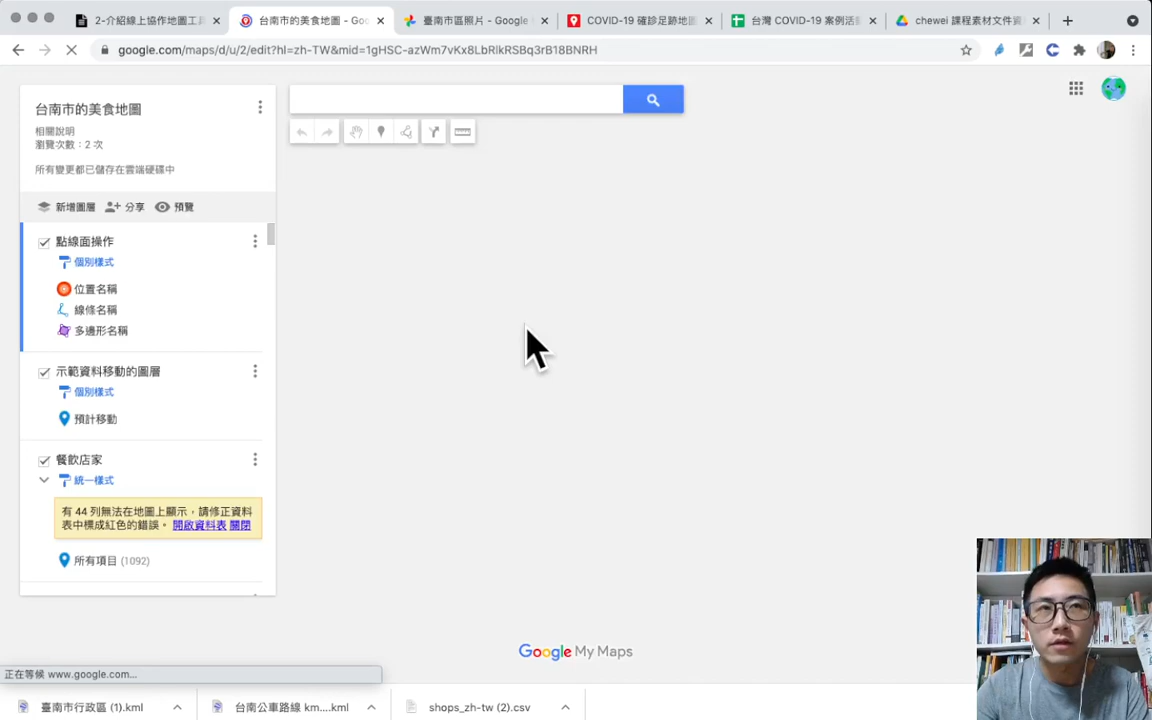 2-介紹線上協作地圖工具
台南市的美食地圖 - Goo
臺南市區照片 - Google 
COVID-19 確診足跡地圖
台灣 COVID-19 案例活
chewei 課程素材文件資
google.com/maps/d/u/2/edit?hl=zh-TW&mid=1gHSC-azWm7vKx8LbRlkRSBq3rB18BNRH
台南市的美食地圖
相關說明
瀏覽次數：2 次
所有變更都已儲存在雲端硬碟中
新增圖層 分享 預覽
點線面操作
個別樣式
位置名稱
線條名稱
多邊形名稱
示範資料移動的圖層
個別樣式
預計移動
餐飲店家
統一樣式
有 44 列無法在地圖上顯示，請修正資料
表中標成紅色的錯誤。 開啟資料表 關閉
所有項目 (1092)
Google My Maps
正在等候 www.google.com...
臺南市行政區 (1).kml
台南公車路線 km....kml
shops_zh-tw (2).csv